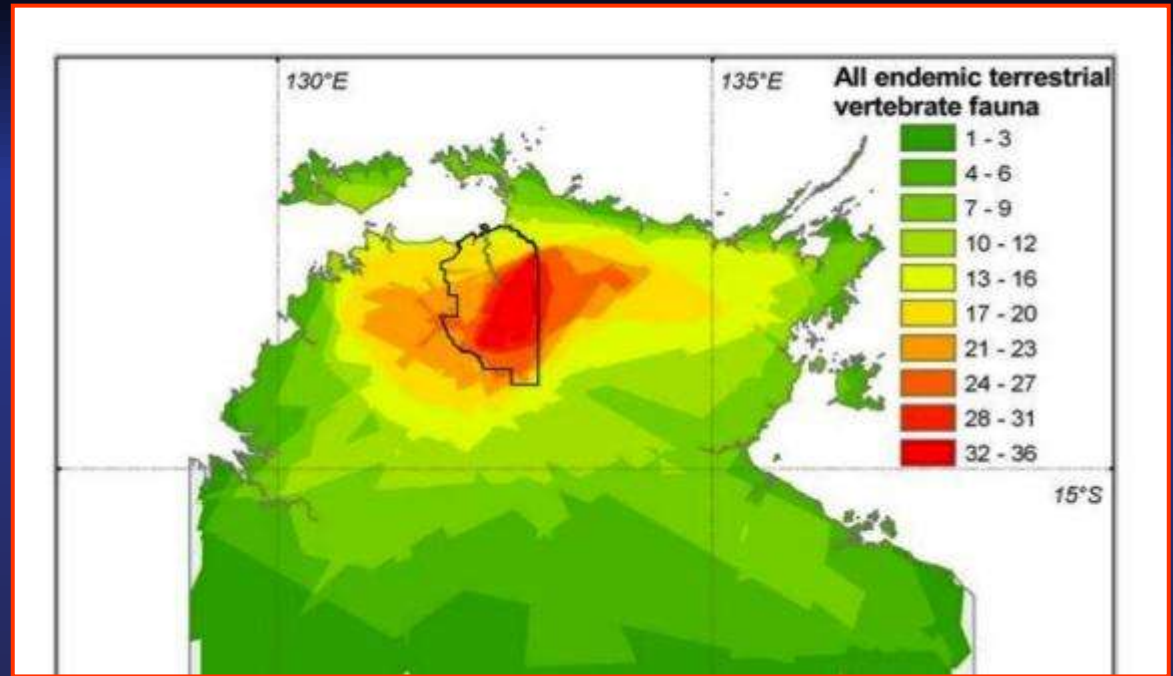 130°E
135°E
All endemic terrestrial
vertebrate fauna
1 - 3
4 - 6
7 - 9
10 - 12
13 - 16
17 - 20
21 - 23
24 - 27
28 - 31
32 - 36
15°S